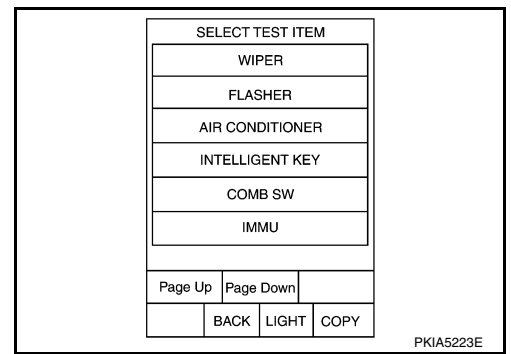 SELECT TEST ITEM
WIPER
FLASHER
AIR CONDITIONER
INTELLIGENT KEY
COMB SW
IMMU
Page Up Page Down
BACK LIGHT COPY
PKIA5223E